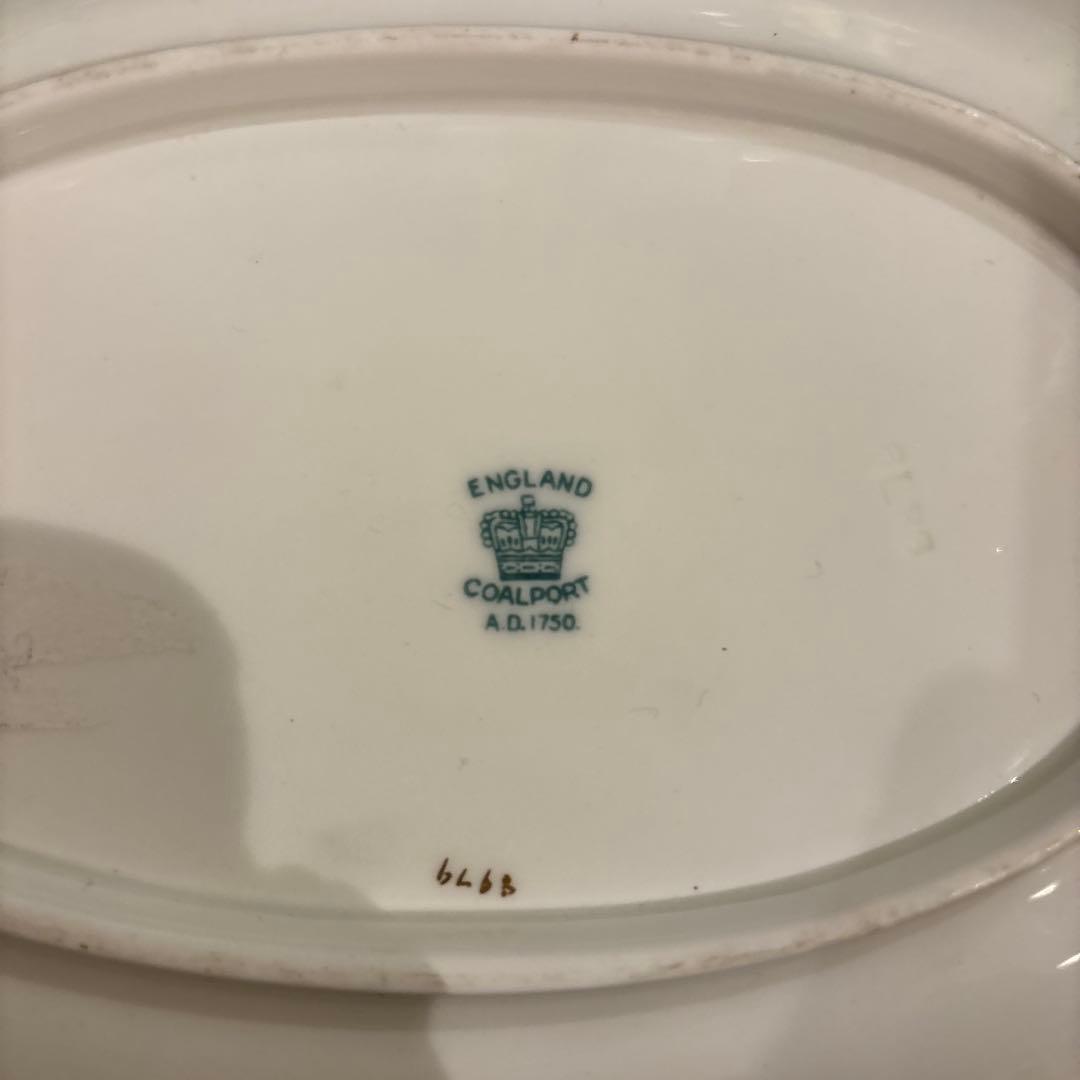 ENGLAND
COALPORT
A.D. 1750.